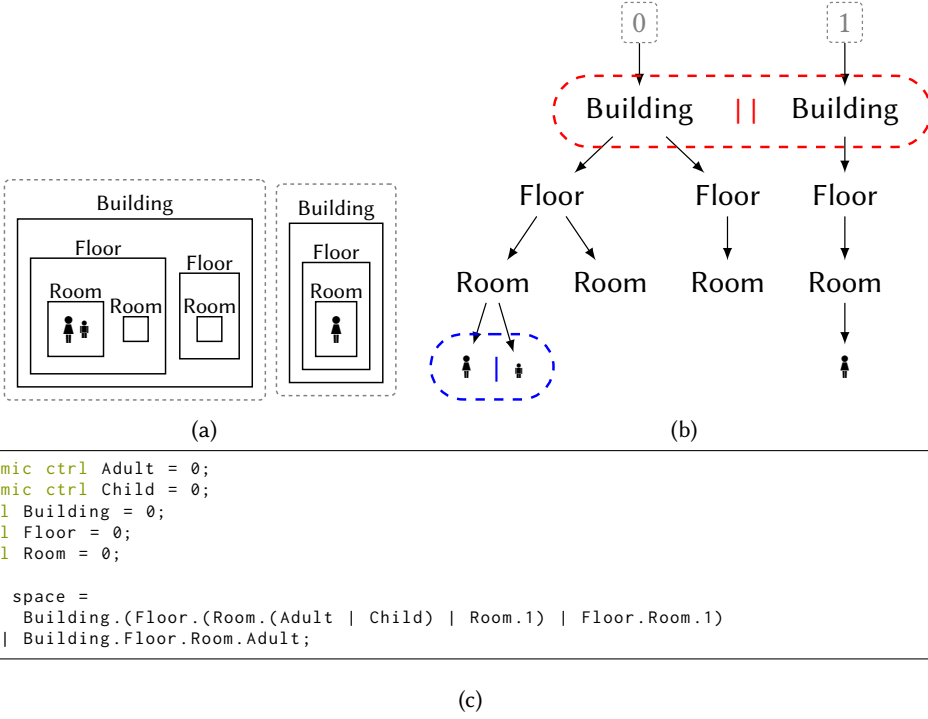 0 1
Building || Building
Floor Floor Floor
Room Room Room Room
|
Building
Building
Floor
Floor
Floor
Room
Room
Room
Room
(a)
(b)
mic ctrl Adult = 0;
mic ctrl Child = 0;
l Building = 0;
l Floor = 0;
l Room = 0;
space =
Building.(Floor.(Room.(Adult | Child) | Room.1) | Floor.Room.1)
| Building.Floor.Room.Adult;
(c)